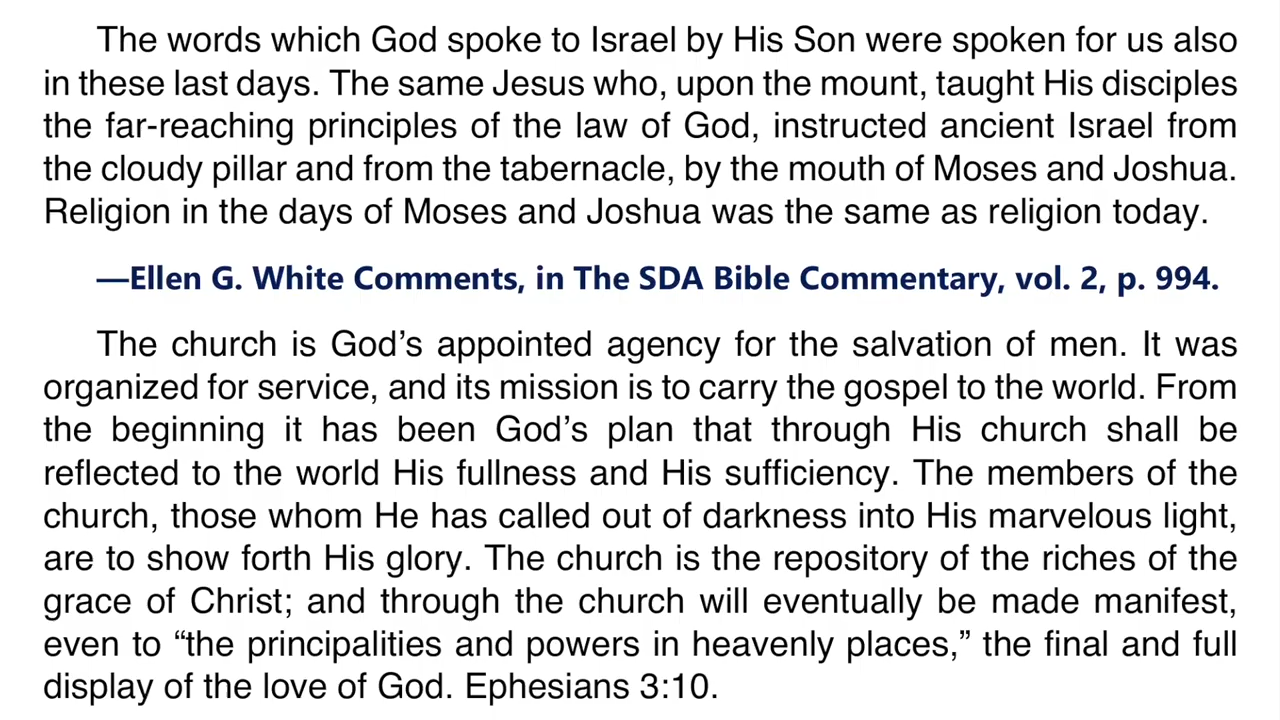 The words which God spoke to Israel by His Son were spoken for us also
in these last days. The same Jesus who, upon the mount, taught His disciples
the far-reaching principles of the law of God, instructed ancient Israel from
the cloudy pillar and from the tabernacle, by the mouth of Moses and Joshua.
Religion in the days of Moses and Joshua was the same as religion today.
—Ellen G. White Comments, in The SDA Bible Commentary, vol. 2, p. 994.
The church is God’s appointed agency for the salvation of men. It was
organized for service, and its mission is to carry the gospel to the world. From
the beginning it has been God’s plan that through His church shall be
reflected to the world His fullness and His sufficiency. The members of the
church, those whom He has called out of darkness into His marvelous light,
are to show forth His glory. The church is the repository of the riches of the
grace of Christ; and through the church will eventually be made manifest,
even to “the principalities and powers in heavenly places,” the final and full
display of the love of God. Ephesians 3:10.